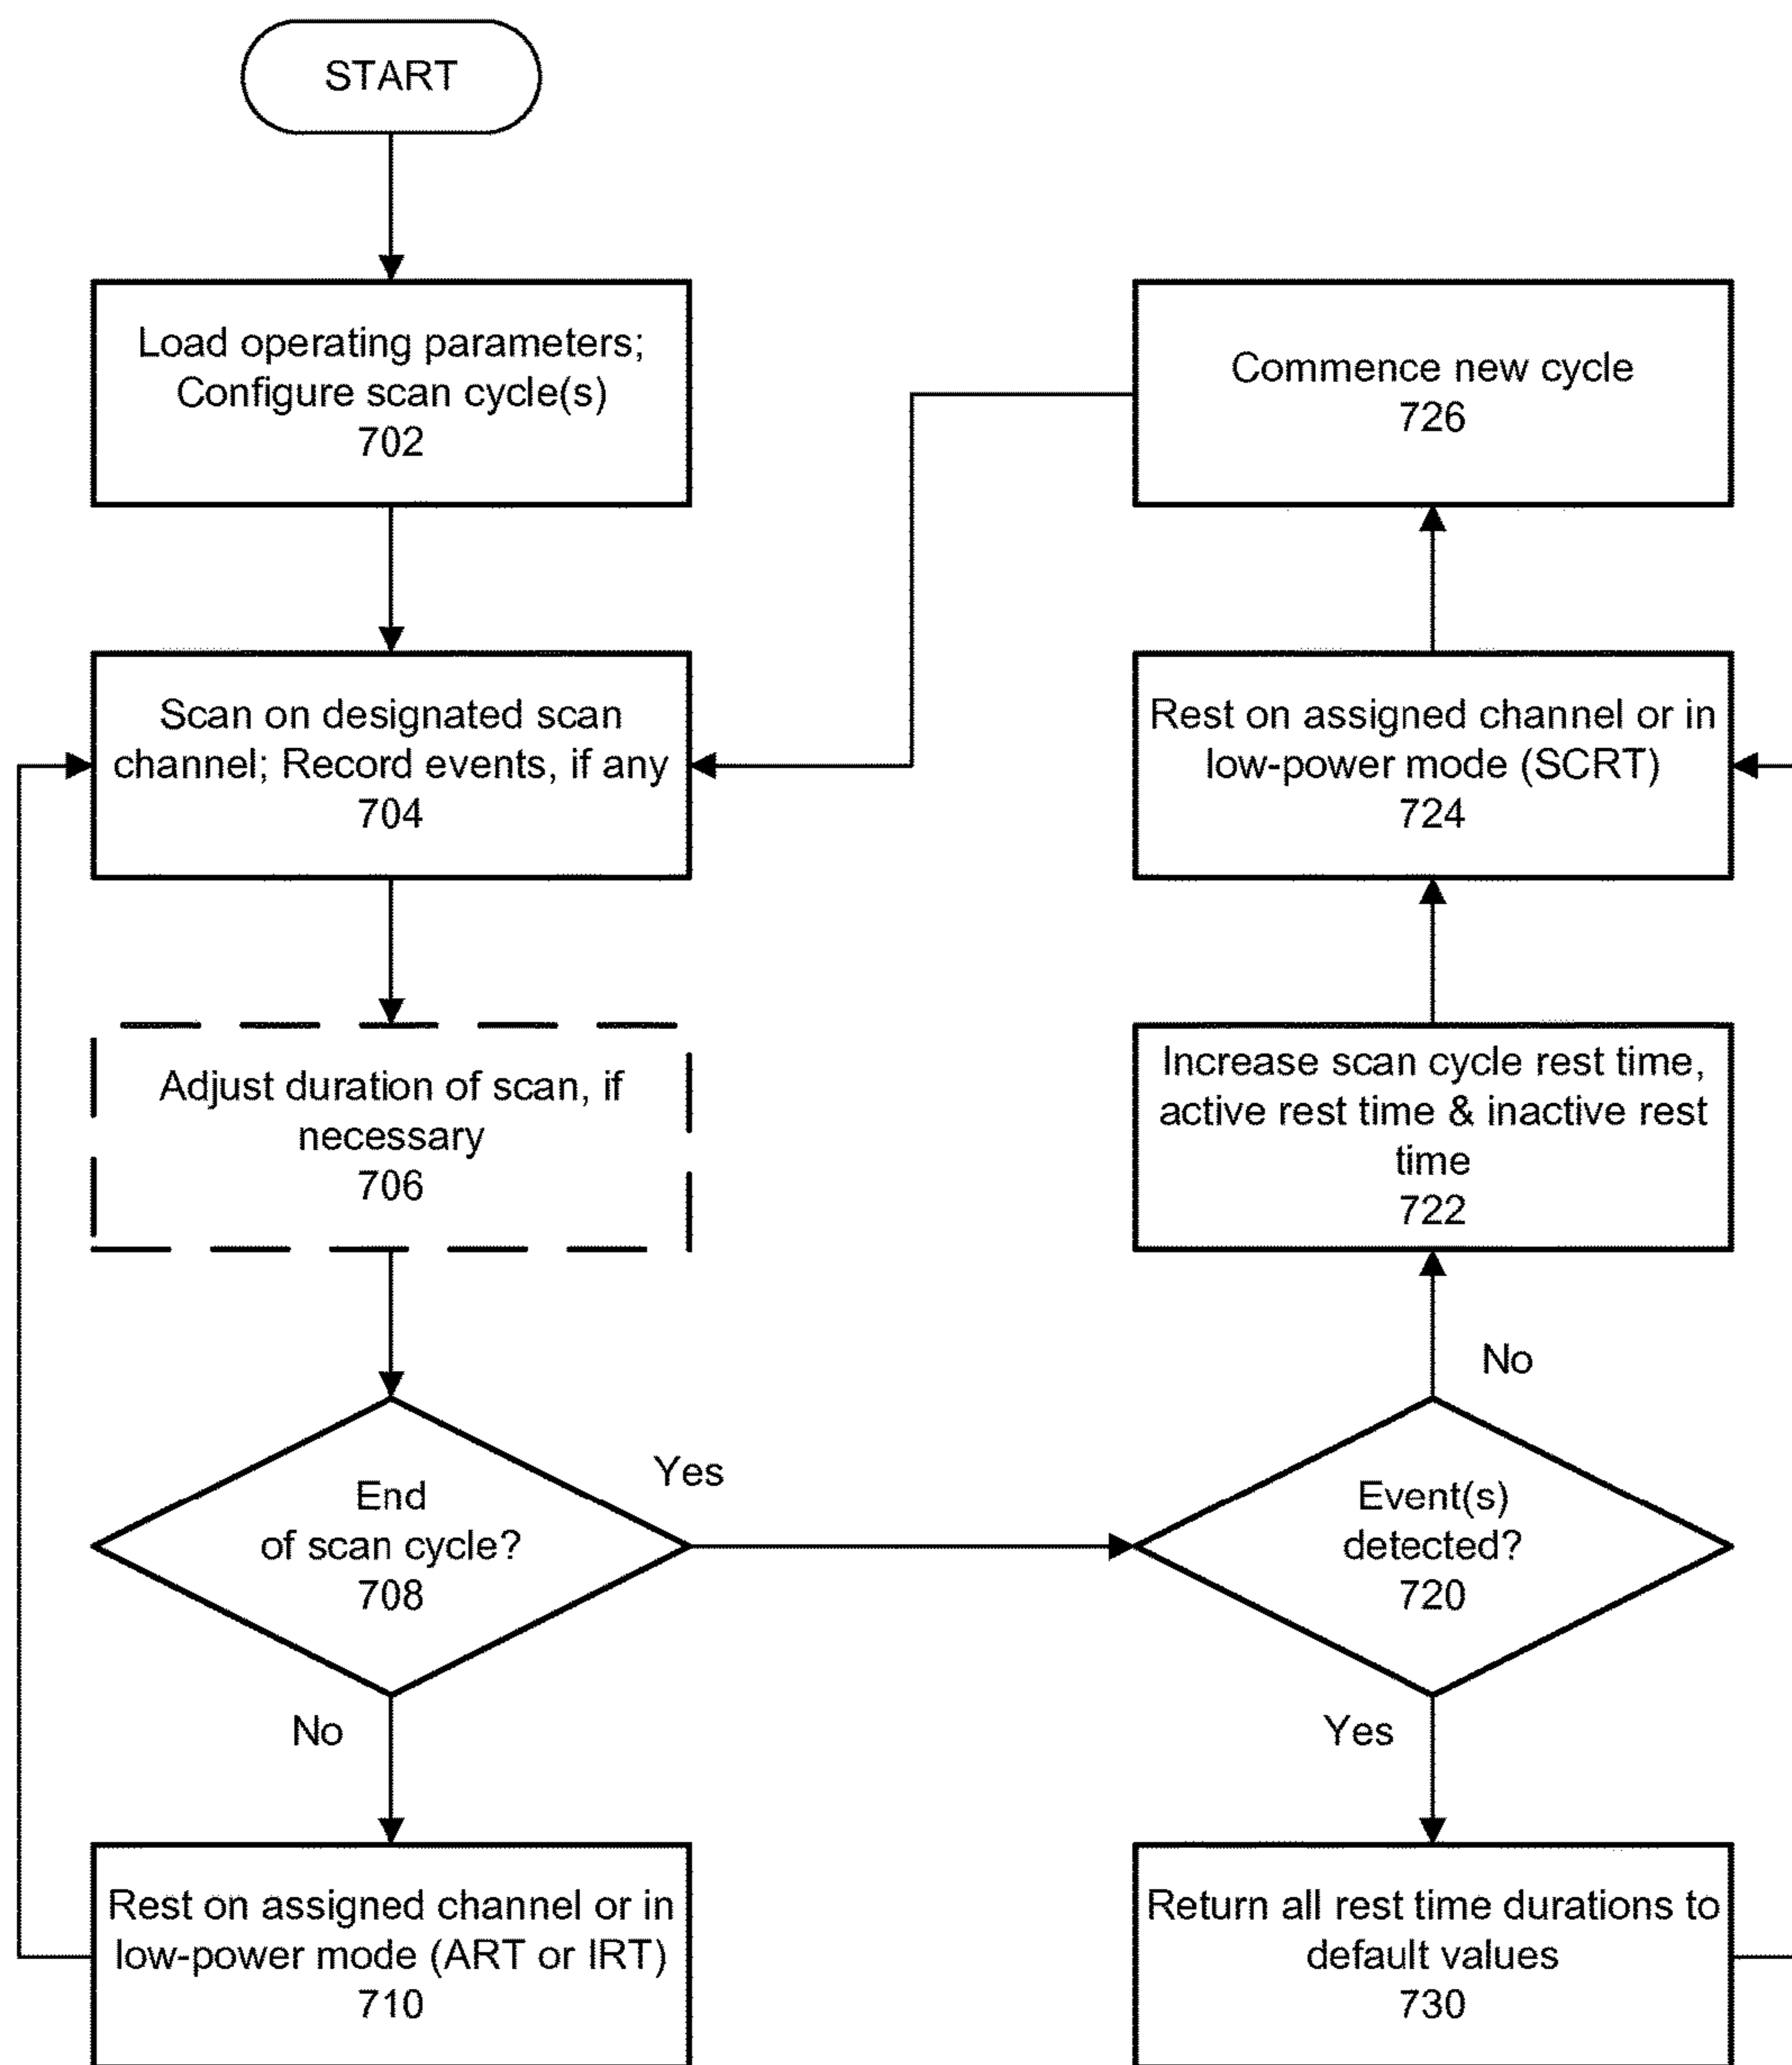 START
Load operating parameters;
Configure scan cycle(s)
702
Scan on designated scan
channel; Record events, if any
704
Adjust duration of scan, if
necessary
706
End
of scan cycle?
708
Yes
No
Rest on assigned channel or in
low-power mode (ART or IRT)
710
Commence new cycle
726
Rest on assigned channel or in
low-power mode (SCRT)
724
Increase scan cycle rest time,
active rest time & inactive rest
time
722
No
Event(s)
detected?
720
Yes
Return all rest time durations to
default values
730